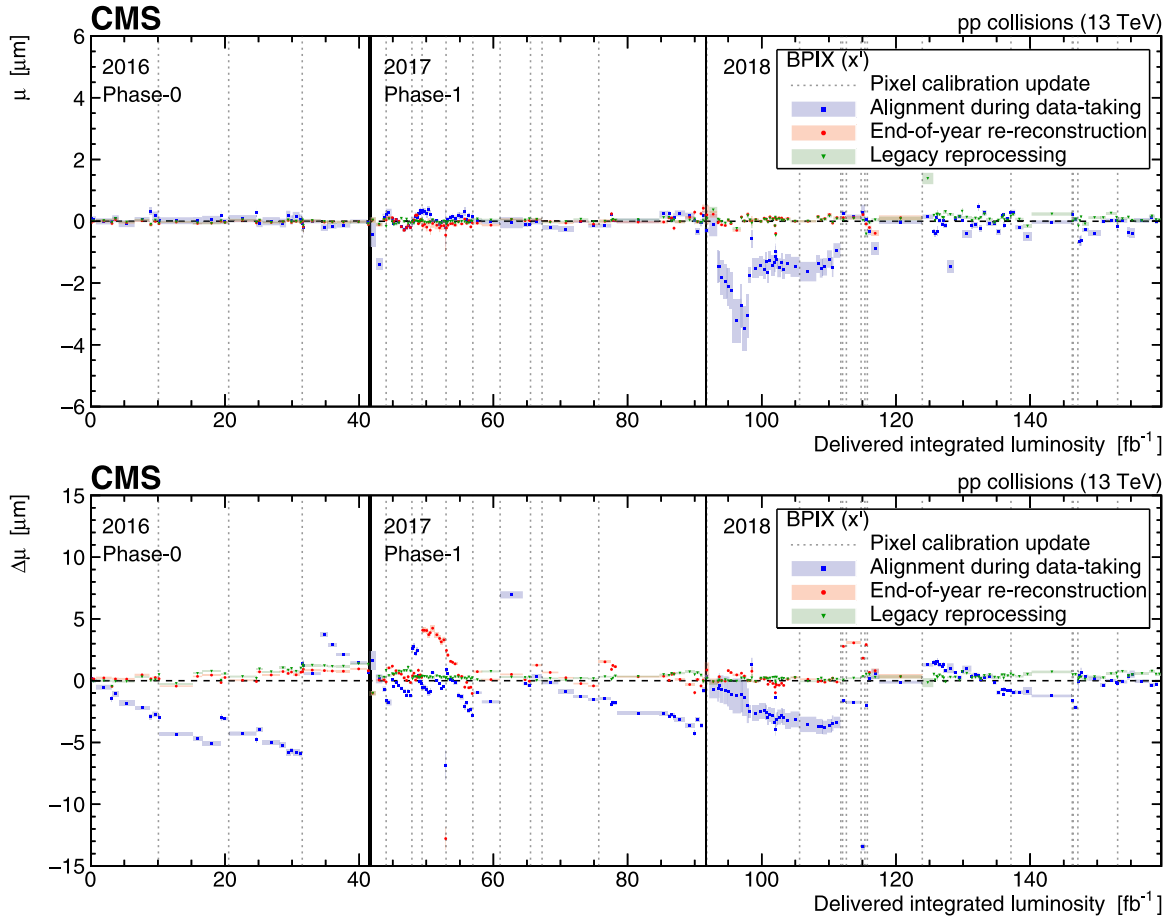 CMS
pp collisions (13 TeV)
μ [μm]
6
4
2
0
−2
−4
−6
2016
Phase-0
2017
Phase-1
2018
BPIX (x')
Pixel calibration update
Alignment during data-taking
End-of-year re-reconstruction
Legacy reprocessing
0 20 40 60 80 100 120 140
Delivered integrated luminosity [fb⁻¹]
CMS
pp collisions (13 TeV)
Δμ [μm]
15
10
5
0
−5
−10
−15
2016
Phase-0
2017
Phase-1
2018
BPIX (x')
Pixel calibration update
Alignment during data-taking
End-of-year re-reconstruction
Legacy reprocessing
0 20 40 60 80 100 120 140
Delivered integrated luminosity [fb⁻¹]